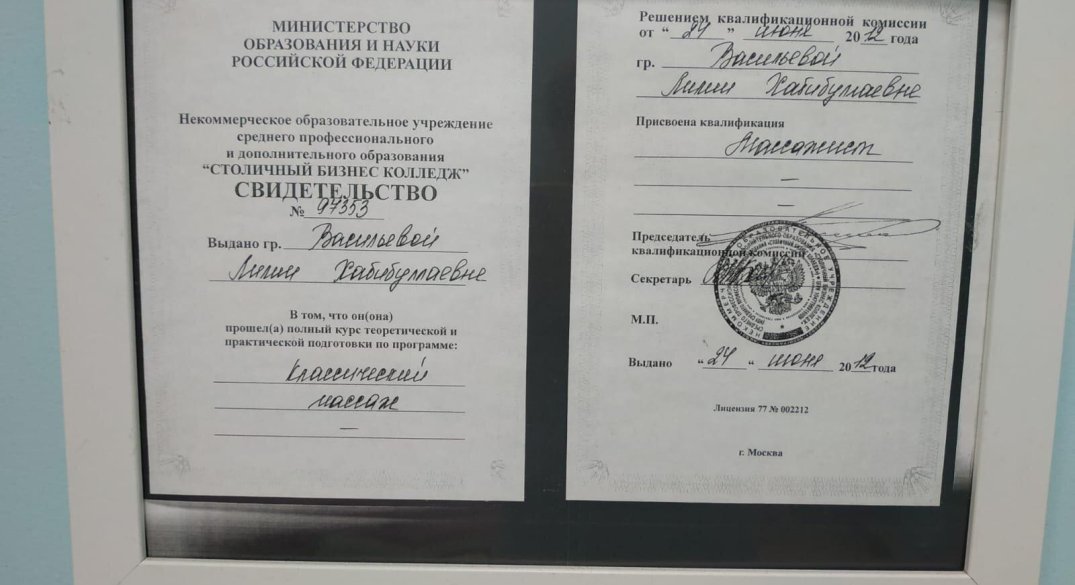 МИНИСТЕРСТВО
ОБРАЗОВАНИЯ И НАУКИ
РОССИЙСКОЙ ФЕДЕРАЦИИ
Некоммерческое образовательное учреждение
среднего профессионального
и дополнительного образования
“СТОЛИЧНЫЙ БИЗНЕС КОЛЛЕДЖ”
СВИДЕТЕЛЬСТВО
№ 97353
Выдано гр. Васильевой
Лилии Хабибуллаевне
В том, что он(она)
прошел(а) полный курс теоретической и
практической подготовки по программе:
Классический
массаж
—
Решением квалификационной комиссии
от “ 24 ” июня 2012 года
гр. Васильевой
Лилии Хабибуллаевне
Присвоена квалификация
Массажист
—
—
Председатель
квалификационной комиссии
Секретарь
М.П.
Выдано “ 24 “ июня 2012 года
Лицензия 77 № 002212
г. Москва